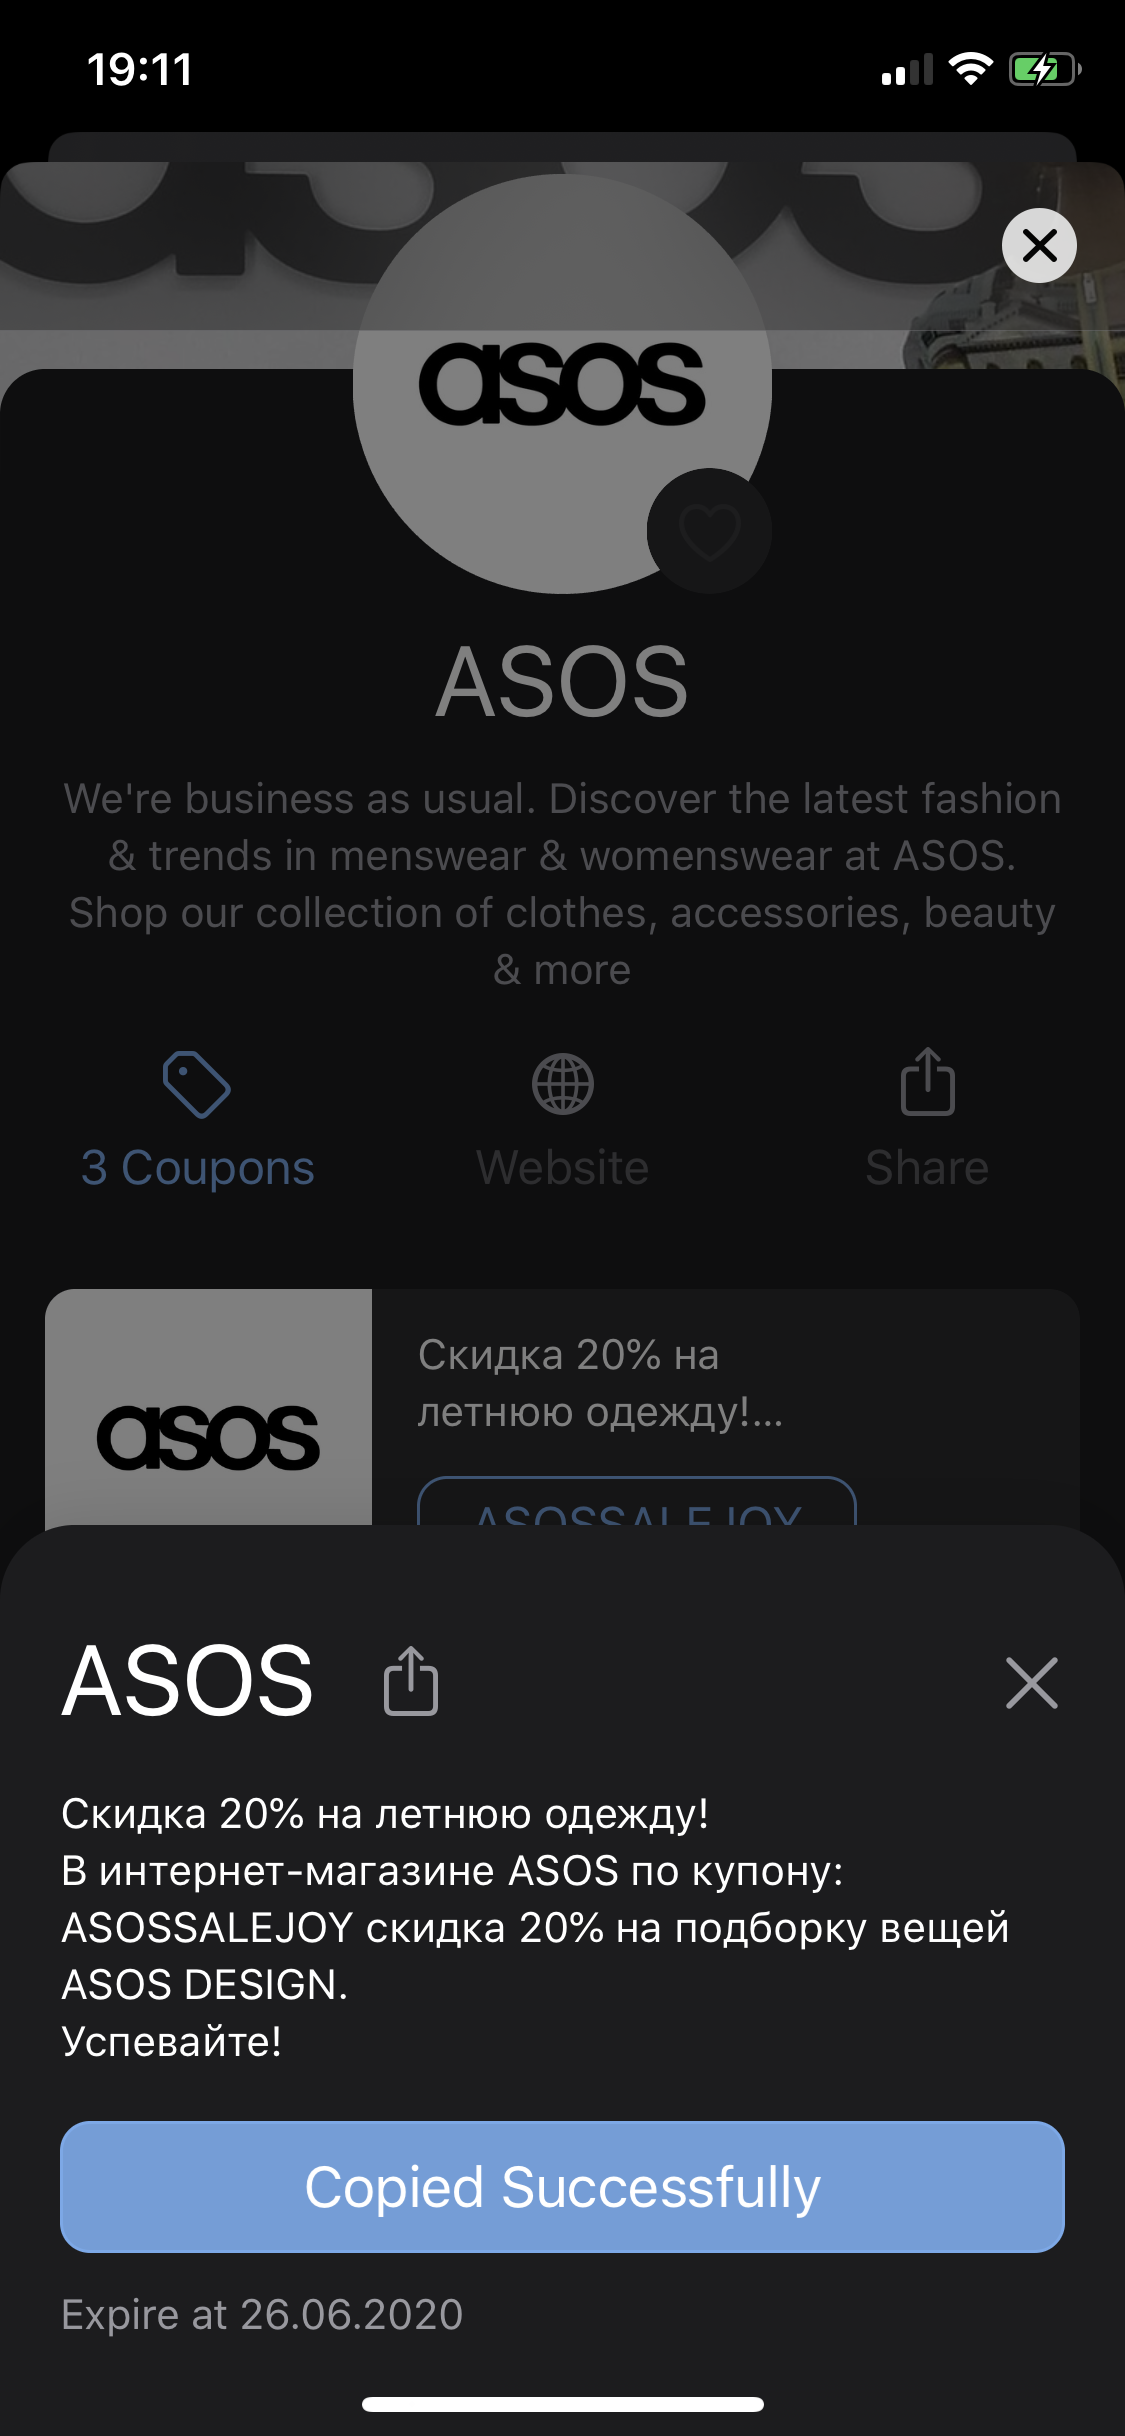 19:11
asos
ASOS
We're business as usual. Discover the latest fashion
& trends in menswear & womenswear at ASOS.
Shop our collection of clothes, accessories, beauty
& more
3 Coupons
Website
Share
asos
Скидка 20% на
летнюю одежду!...
ASOSSALEJOY
ASOS
Скидка 20% на летнюю одежду!
В интернет-магазине ASOS по купону:
ASOSSALEJOY скидка 20% на подборку вещей
ASOS DESIGN.
Успевайте!
Copied Successfully
Expire at 26.06.2020